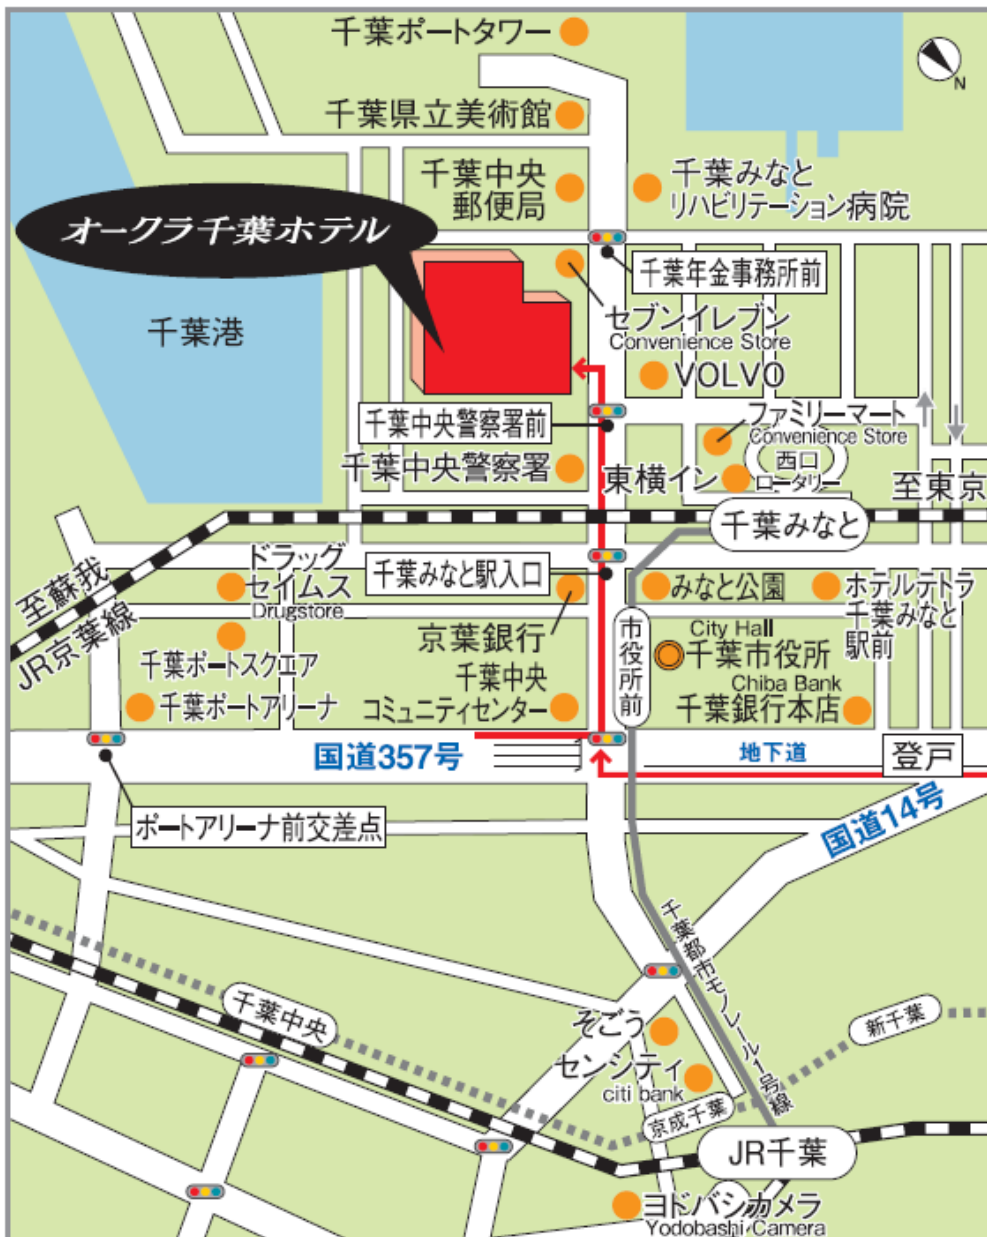 千葉ポートタワー
N
千葉県立美術館
千葉中央
郵便局
千葉みなと
リハビリテーション病院
オークラ千葉ホテル
千葉年金事務所前
千葉港
セブンイレブン
Convenience Store
VOLVO
千葉中央警察署前
ファミリーマート
Convenience Store
千葉中央警察署
東横イン
西口
ロータリー
至東京
千葉みなと
至蘇我
JR京葉線
ドラッグ
セイムス
Drugstore
千葉みなと駅入口
みなと公園
ホテルテトラ
千葉みなと
駅前
京葉銀行
市役所前
City Hall
千葉市役所
千葉ポートスクエア
千葉中央
コミュニティセンター
Chiba Bank
千葉銀行本店
千葉ポートアリーナ
国道357号
地下道
登戸
ポートアリーナ前交差点
国道14号
千葉都市モノレール1号線
千葉中央
そごう
新千葉
センシティ
citi bank
京成千葉
JR千葉
ヨドバシカメラ
Yodobashi Camera